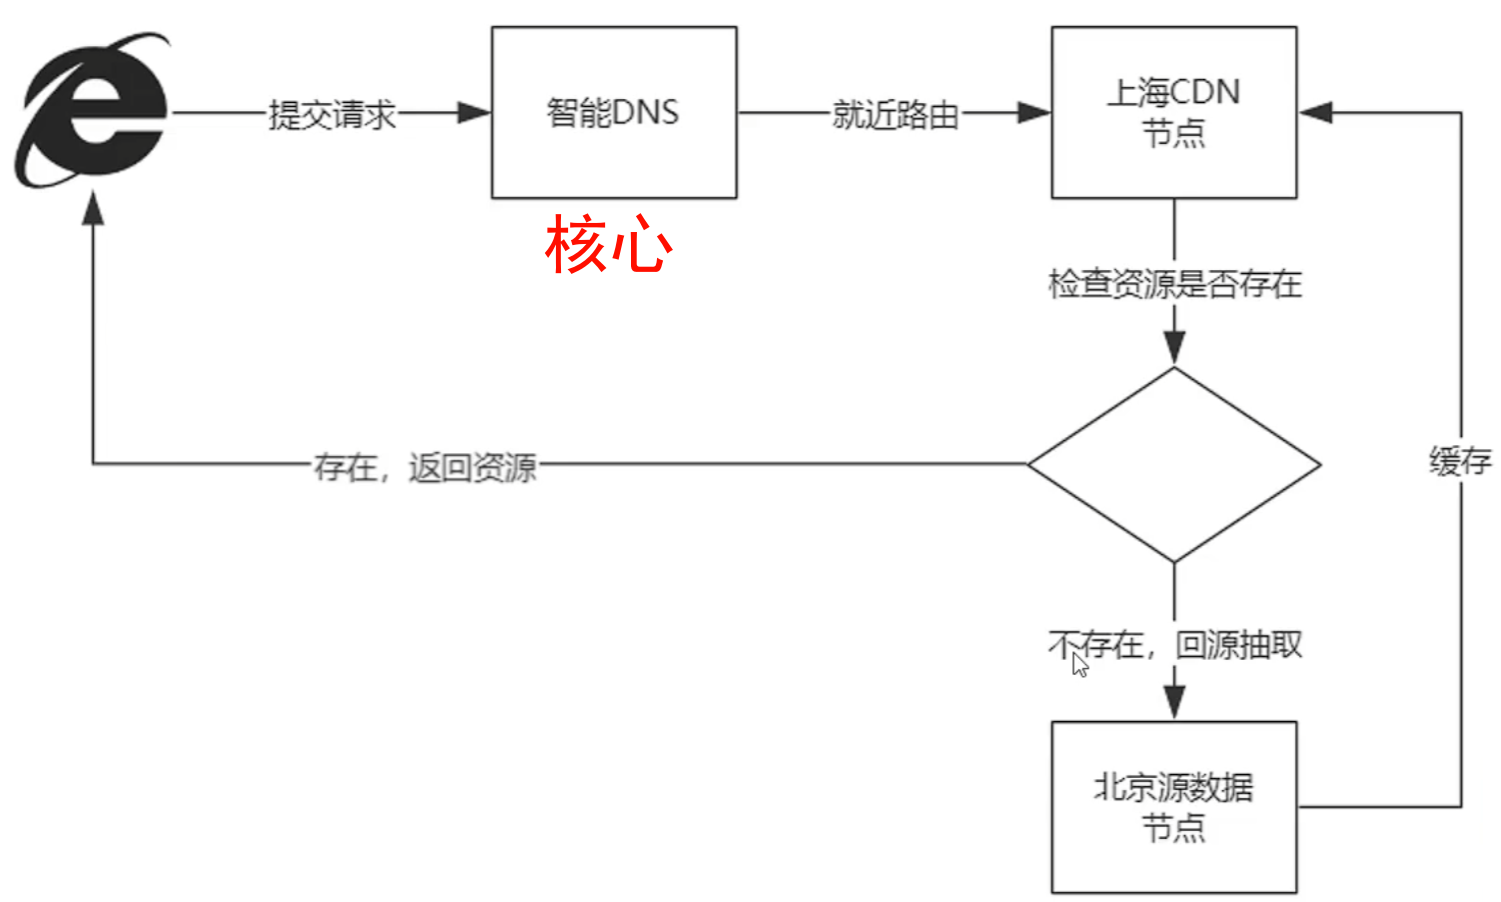 提交请求
智能DNS
就近路由
上海CDN
节点
核心
检查资源是否存在
存在，返回资源
缓存
不存在，回源抽取
北京源数据
节点